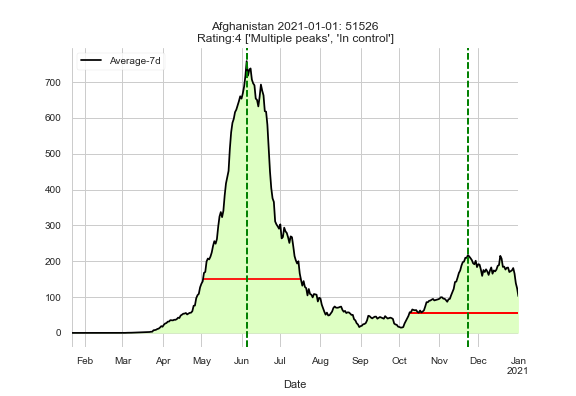 Afghanistan 2021-01-01: 51526
Rating:4 ['Multiple peaks', 'In control']
Average-7d
700
600
500
400
300
200
100
0
Feb Mar Apr May Jun Jul Aug Sep Oct Nov Dec Jan
2021
Date